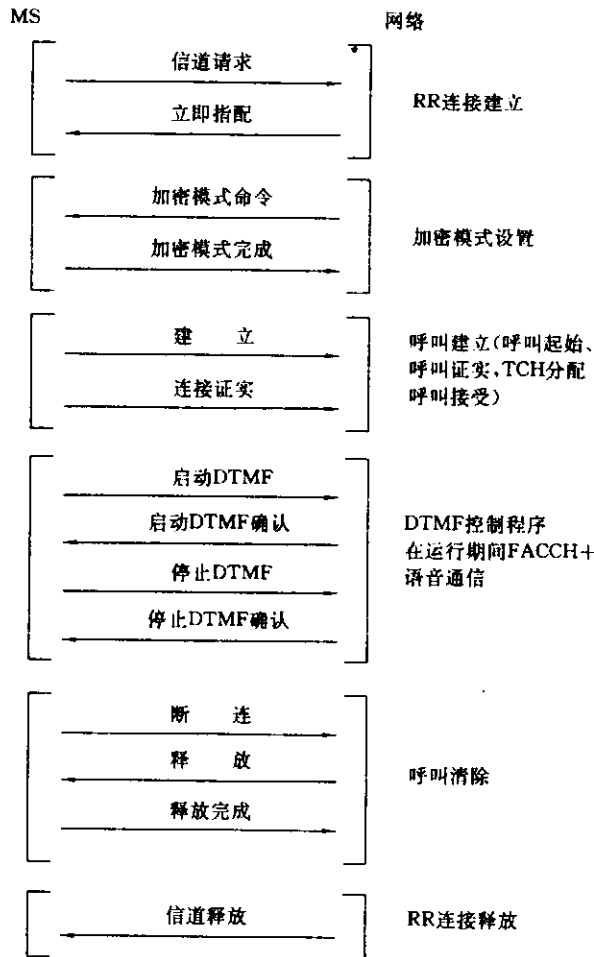 MS
网络
信道请求
立即指配
RR连接建立
加密模式命令
加密模式完成
加密模式设置
建 立
连接证实
呼叫建立(呼叫起始、
呼叫证实,TCH分配
呼叫接受)
启动DTMF
启动DTMF确认
停止DTMF
停止DTMF确认
DTMF控制程序
在运行期间FACCH+
语音通信
断 连
释 放
释放完成
呼叫清除
信道释放
RR连接释放